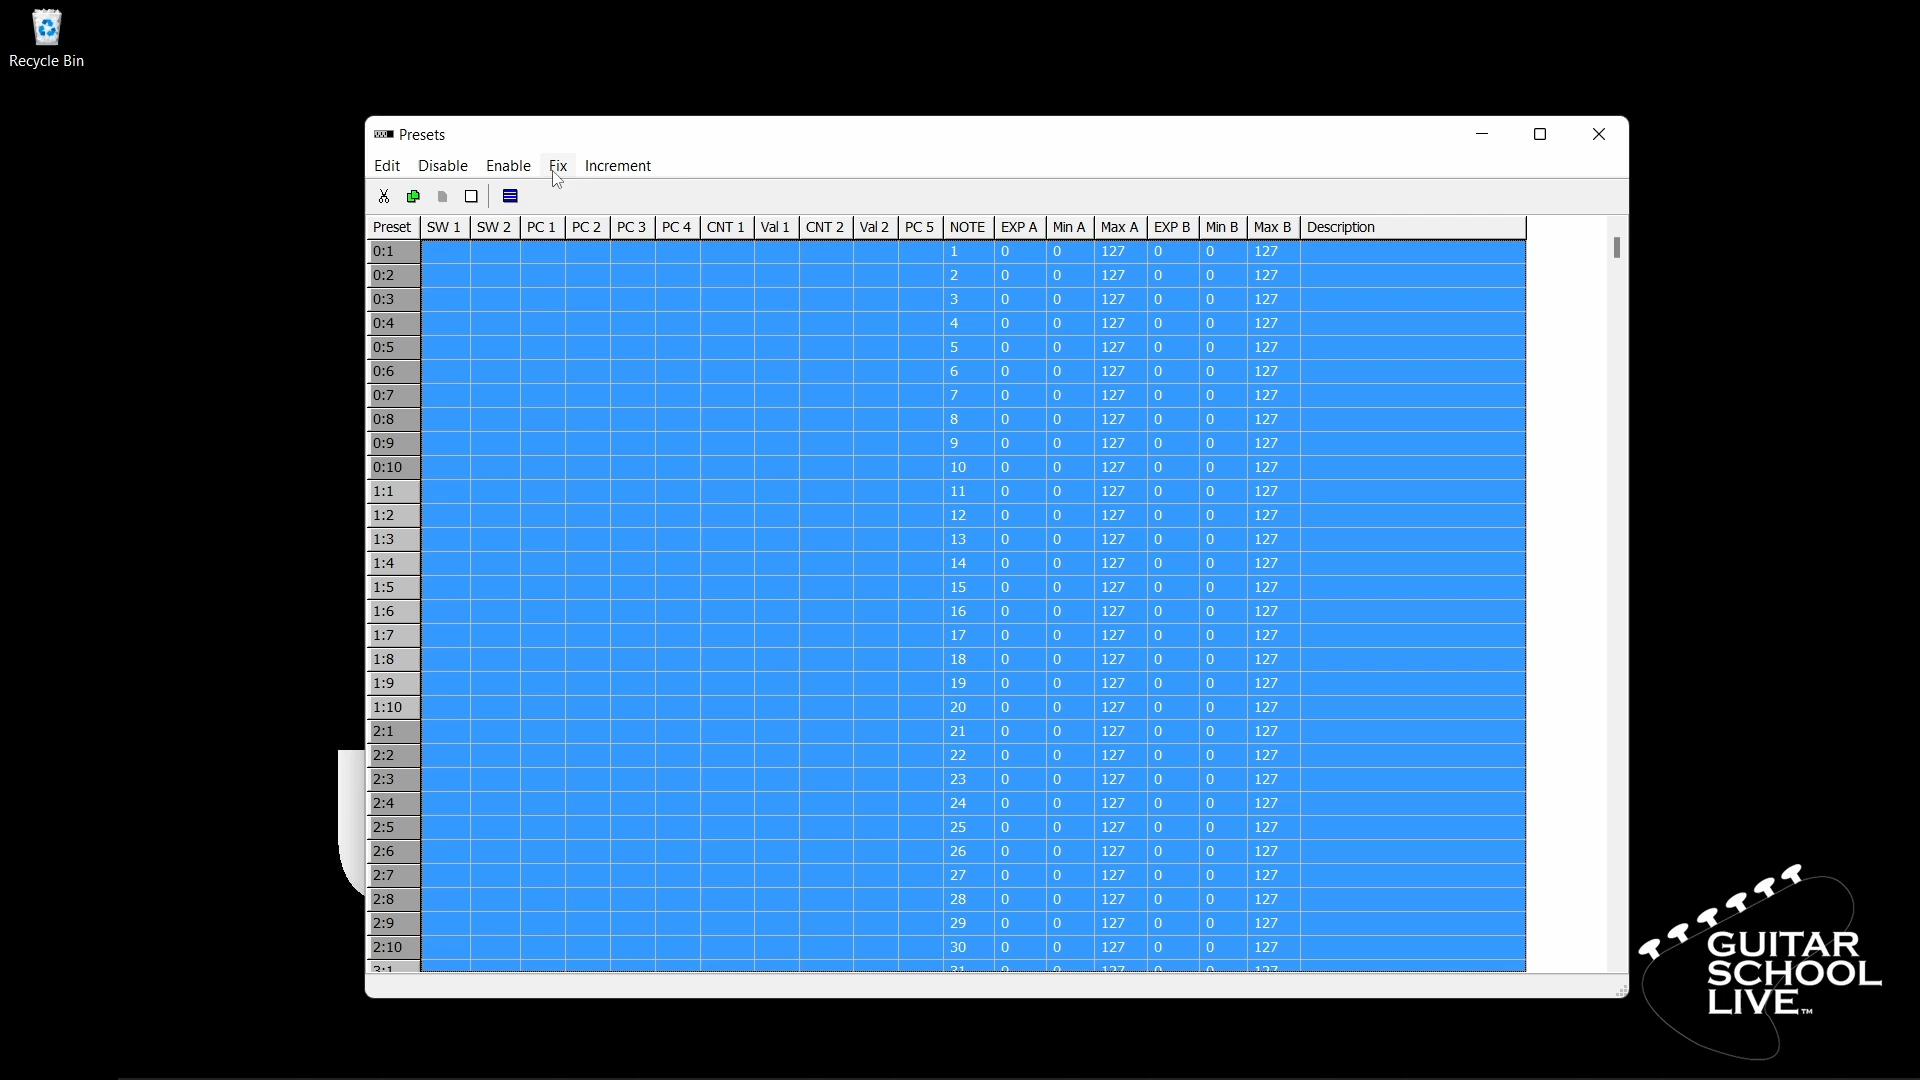 Recycle Bin
Presets
Edit Disable Enable Fix Increment
Preset SW 1 SW 2 PC 1 PC 2 PC 3 PC 4 CNT 1 Val 1 CNT 2 Val 2 PC 5 NOTE EXP A Min A Max A EXP B Min B Max B Description
0:1 1 0 0 127 0 0 127
0:2 2 0 0 127 0 0 127
0:3 3 0 0 127 0 0 127
0:4 4 0 0 127 0 0 127
0:5 5 0 0 127 0 0 127
0:6 6 0 0 127 0 0 127
0:7 7 0 0 127 0 0 127
0:8 8 0 0 127 0 0 127
0:9 9 0 0 127 0 0 127
0:10 10 0 0 127 0 0 127
1:1 11 0 0 127 0 0 127
1:2 12 0 0 127 0 0 127
1:3 13 0 0 127 0 0 127
1:4 14 0 0 127 0 0 127
1:5 15 0 0 127 0 0 127
1:6 16 0 0 127 0 0 127
1:7 17 0 0 127 0 0 127
1:8 18 0 0 127 0 0 127
1:9 19 0 0 127 0 0 127
1:10 20 0 0 127 0 0 127
2:1 21 0 0 127 0 0 127
2:2 22 0 0 127 0 0 127
2:3 23 0 0 127 0 0 127
2:4 24 0 0 127 0 0 127
2:5 25 0 0 127 0 0 127
2:6 26 0 0 127 0 0 127
2:7 27 0 0 127 0 0 127
2:8 28 0 0 127 0 0 127
2:9 29 0 0 127 0 0 127
2:10 30 0 0 127 0 0 127
3:1 31 0 0 127 0 0 127
GUITAR
SCHOOL
LIVE™